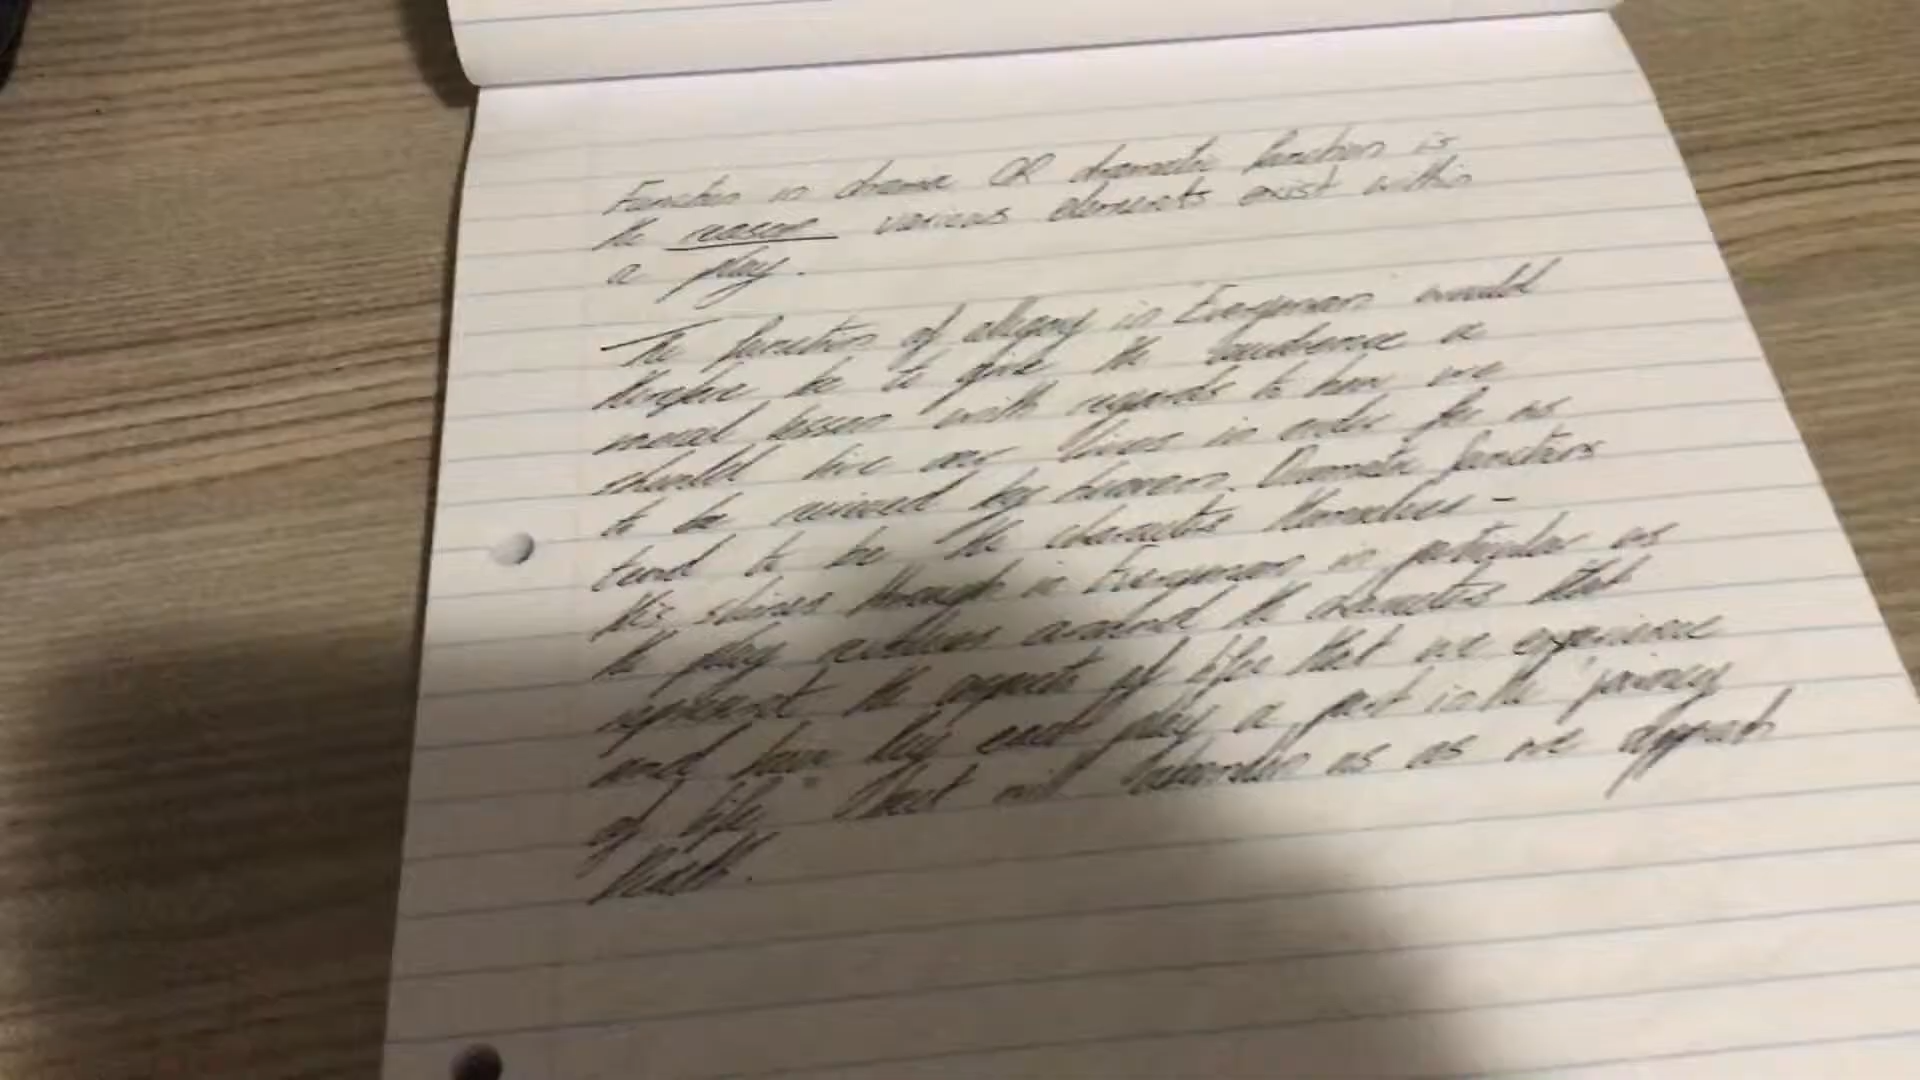 Function in drama OR dramatic function is
the reason various elements exist within
a play.
The function of allegory in "Everyman" would
therefore be to give the audience a
moral lesson with regards to how we
should live our lives in order for us
to be recieved by heaven. Dramatic functions
tend to be the characters themselves -
this shines through in Everyman in particular as
the play revolves around the characters that
represent the aspects of life that we experience
and how they each play a part in the "journey
of life" that will abandon us as we approach
death.